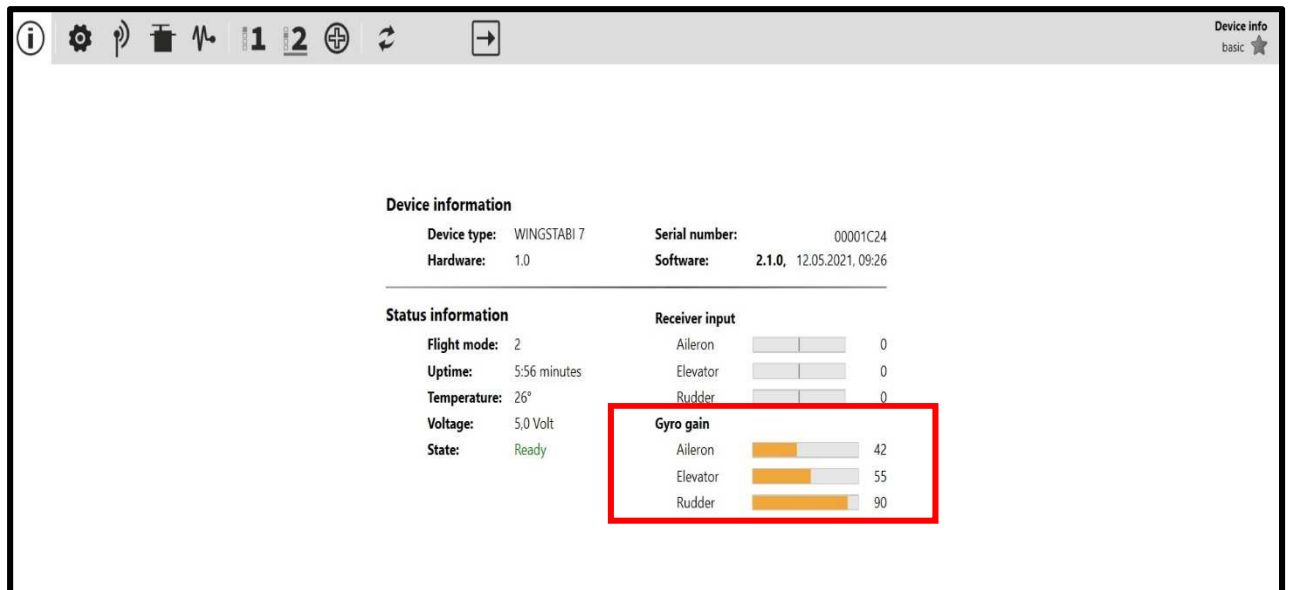 i 1 2 Device info
basic
Device information
Device type: WINGSTABI 7 Serial number: 00001C24
Hardware: 1.0 Software: 2.1.0, 12.05.2021, 09:26
Status information Receiver input
Flight mode: 2 Aileron 0
Uptime: 5:56 minutes Elevator 0
Temperature: 26° Rudder 0
Voltage: 5,0 Volt Gyro gain
State: Ready Aileron 42
Elevator 55
Rudder 90